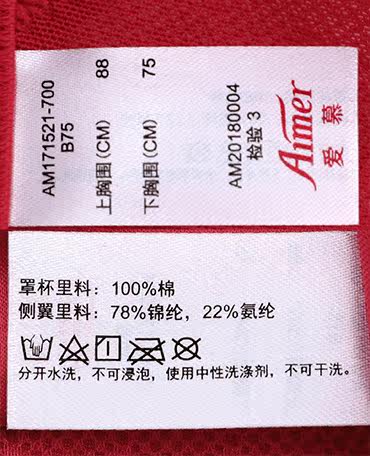 AM171521-700
B75
上胸围(CM) 88
下胸围(CM) 75
AM20180004
检验 3
Aimer
爱慕
罩杯里料：100%棉
侧翼里料：78%锦纶，22%氨纶
分开水洗，不可浸泡，使用中性洗涤剂，不可干洗。